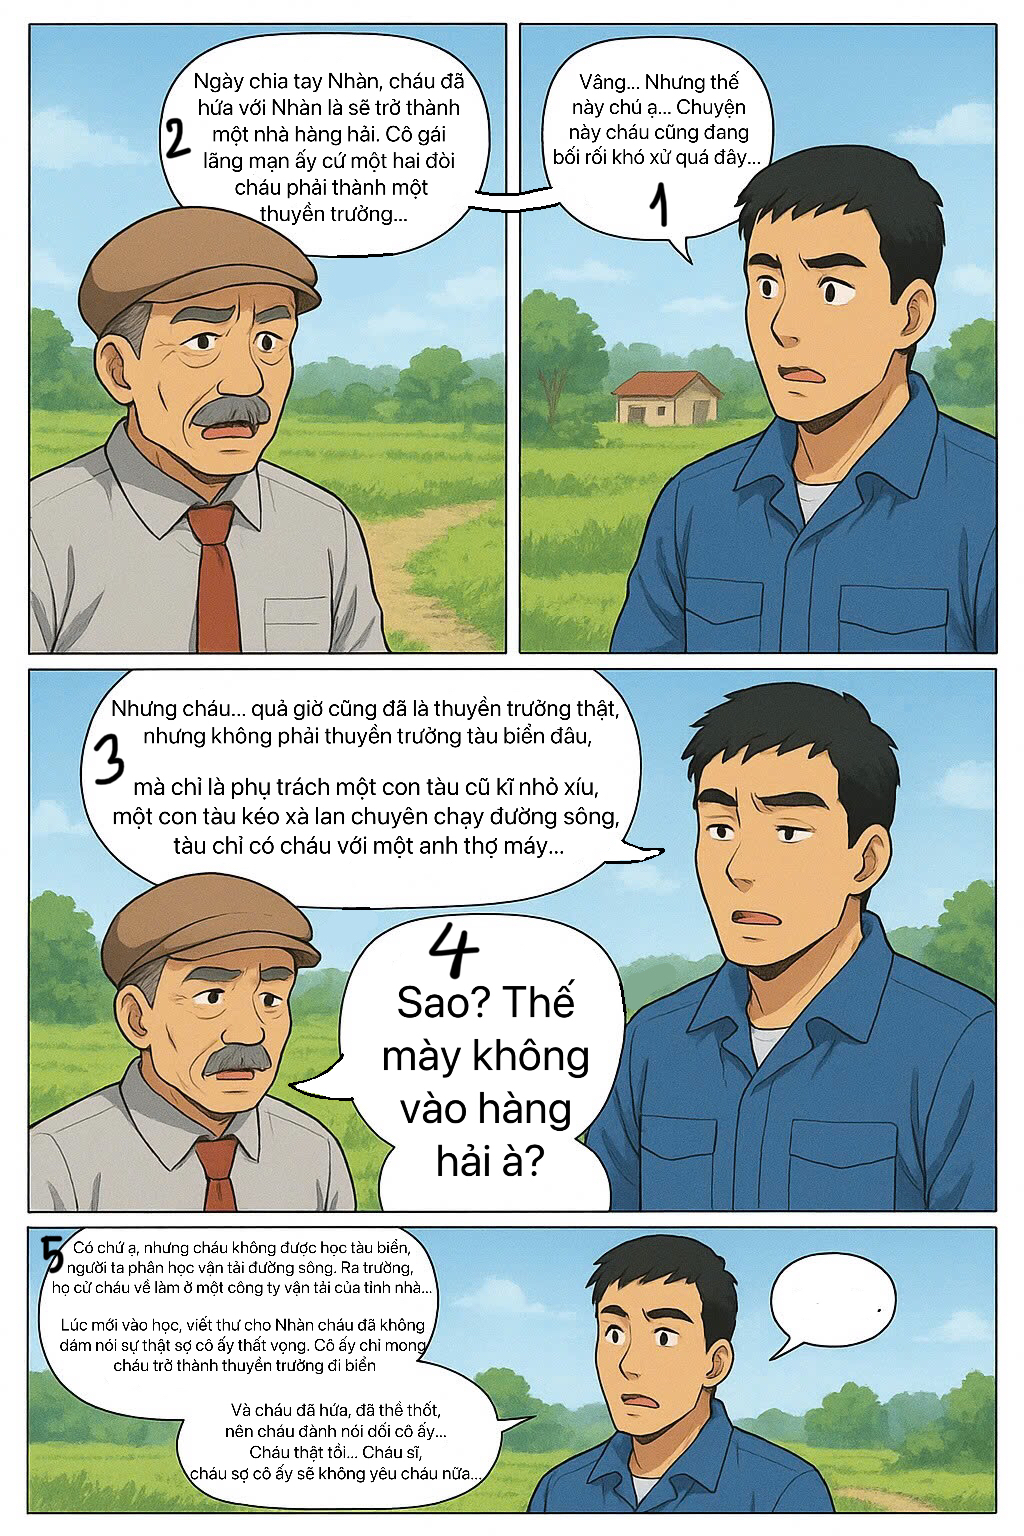 Vâng... Nhưng thế
này chú ạ... Chuyện
này cháu cũng đang
bối rối khó xử quá đây...
1
2
Ngày chia tay Nhàn, cháu đã
hứa với Nhàn là sẽ trở thành
một nhà hàng hải. Cô gái
lãng mạn ấy cứ một hai đòi
cháu phải thành một
thuyền trưởng...
3
Nhưng cháu... quả giờ cũng đã là thuyền trưởng thật,
nhưng không phải thuyền trưởng tàu biển đâu,
mà chỉ là phụ trách một con tàu cũ kĩ nhỏ xíu,
một con tàu kéo xà lan chuyên chạy đường sông,
tàu chỉ có cháu với một anh thợ máy...
4
Sao? Thế
mày không
vào hàng
hải à?
5
Có chứ ạ, nhưng cháu không được học tàu biển,
người ta phân học vận tải đường sông. Ra trường,
họ cử cháu về làm ở một công ty vận tải của tỉnh nhà...
Lúc mới vào học, viết thư cho Nhàn cháu đã không
dám nói sự thật sợ cô ấy thất vọng. Cô ấy chỉ mong
cháu trở thành thuyền trưởng đi biển
Và cháu đã hứa, đã thề thốt,
nên cháu đành nói dối cô ấy...
Cháu thật tồi... Cháu sĩ,
cháu sợ cô ấy sẽ không yêu cháu nữa...